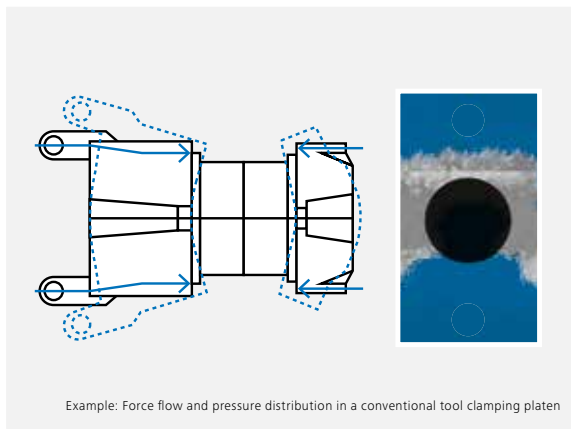 Example: Force flow and pressure distribution in a conventional tool clamping platen